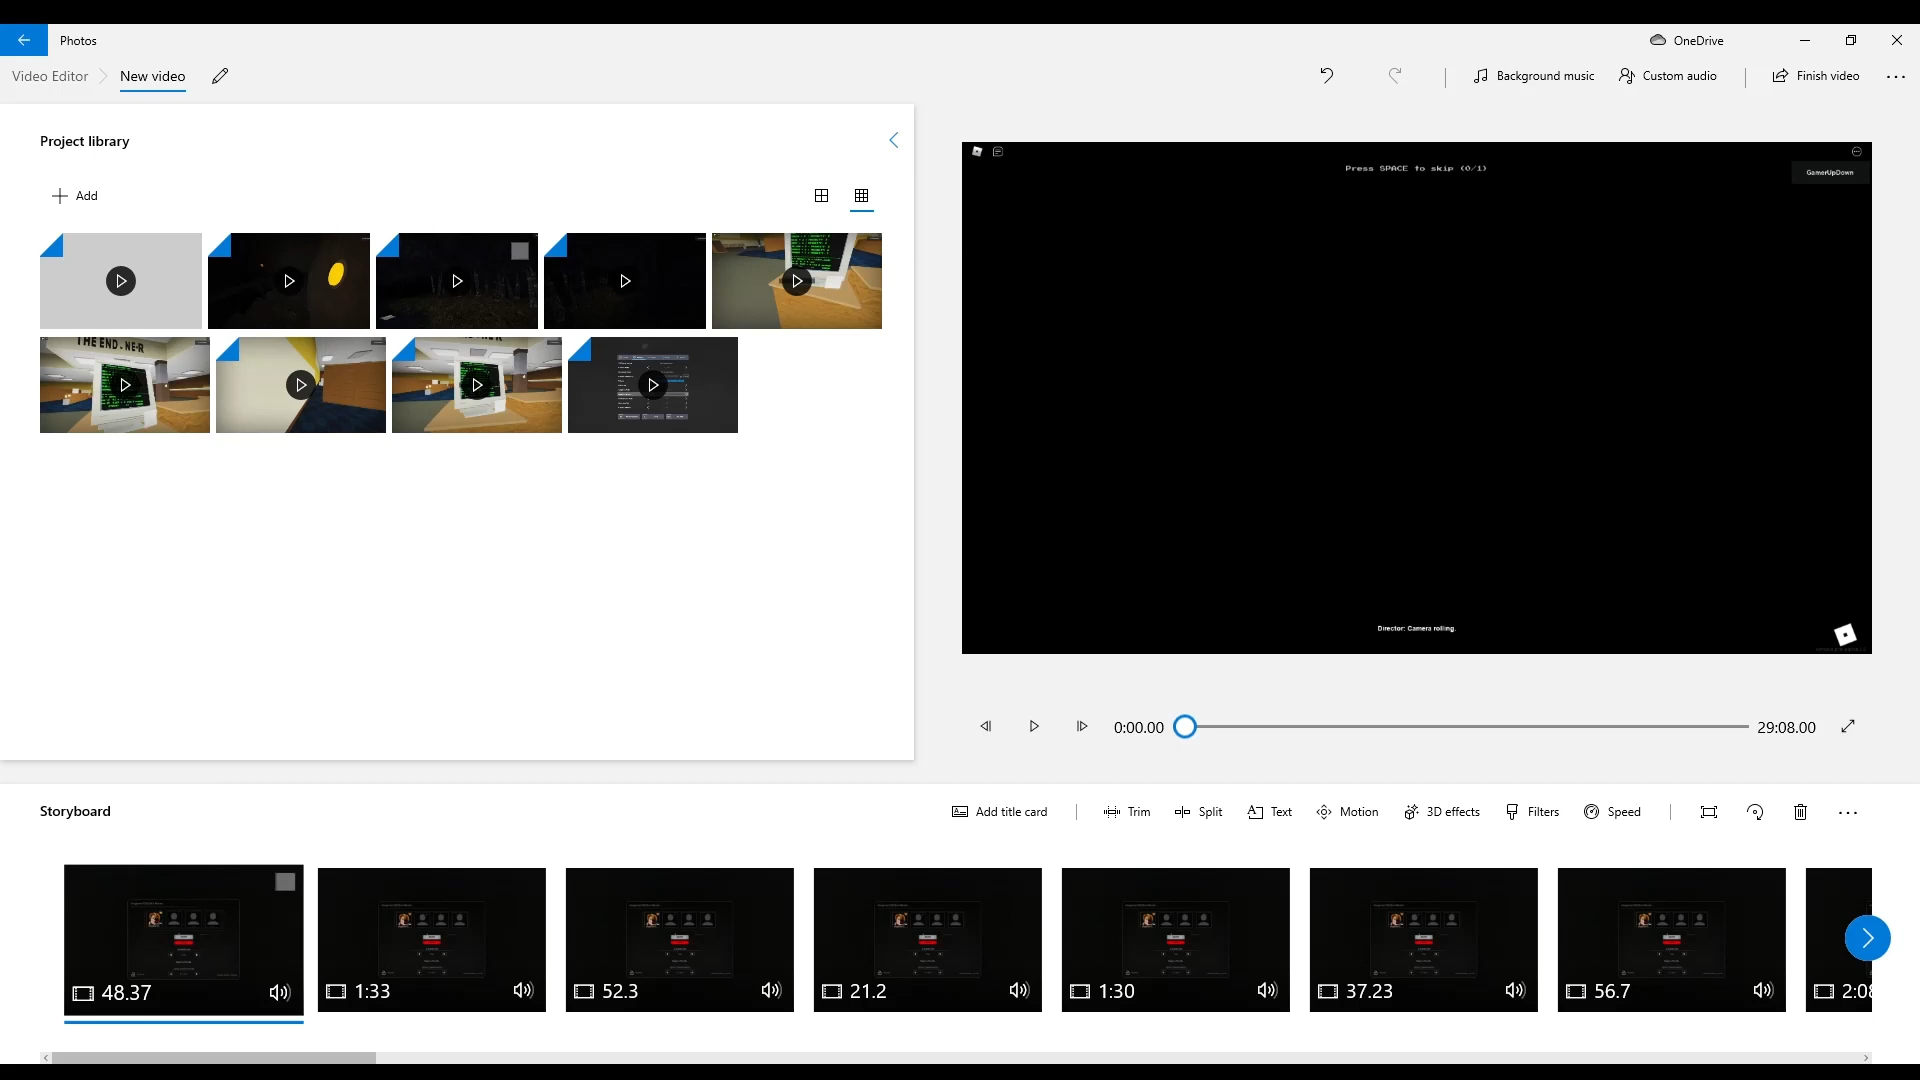 Photos
OneDrive
Video Editor
New video
Background music
Custom audio
Finish video
Project library
Add
Press SPACE to skip (0/1)
GamerUpDown
THE END
Director: Camera rolling.
0:00.00
29:08.00
Storyboard
Add title card
Trim
Split
Text
Motion
3D effects
Filters
Speed
48.37
1:33
52.3
21.2
1:30
37.23
56.7